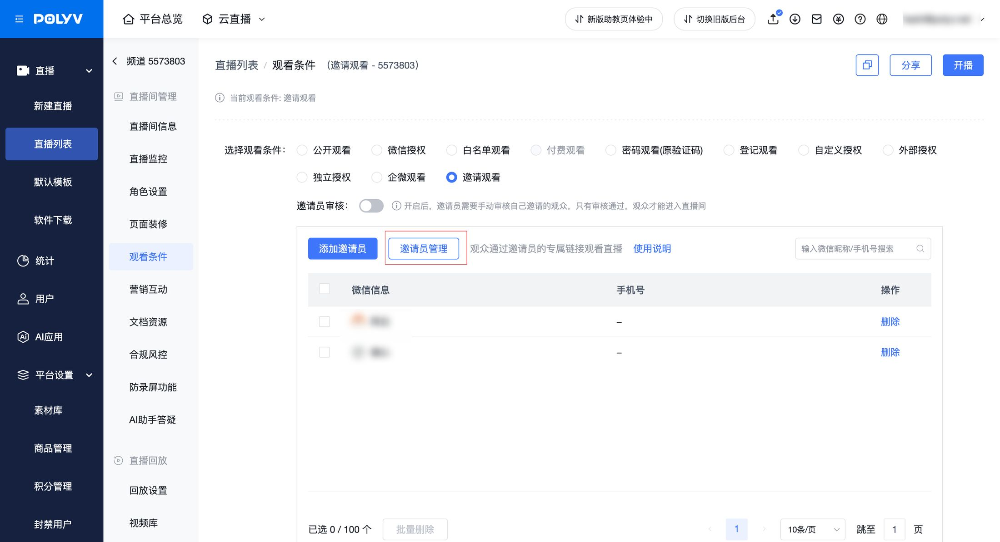 POLYV
平台总览
云直播
新版助教页体验中
切换旧版后台
直播
新建直播
直播列表
默认模板
软件下载
统计
用户
AI应用
平台设置
素材库
商品管理
积分管理
封禁用户
频道 5573803
直播间管理
直播间信息
直播监控
角色设置
页面装修
观看条件
营销互动
文档资源
合规风控
防录屏功能
AI助手答疑
直播回放
回放设置
视频库
直播列表 / 观看条件 （邀请观看 - 5573803）
分享
开播
当前观看条件: 邀请观看
选择观看条件： 公开观看 微信授权 白名单观看 付费观看 密码观看(原验证码) 登记观看 自定义授权 外部授权
独立授权 企微观看 邀请观看
邀请员审核： 开启后，邀请员需要手动审核自己邀请的观众，只有审核通过，观众才能进入直播间
添加邀请员 邀请员管理 观众通过邀请员的专属链接观看直播 使用说明 输入微信昵称/手机号搜索
微信信息 手机号 操作
– 删除
– 删除
已选 0 / 100 个 批量删除 1 10条/页 跳至 1 页